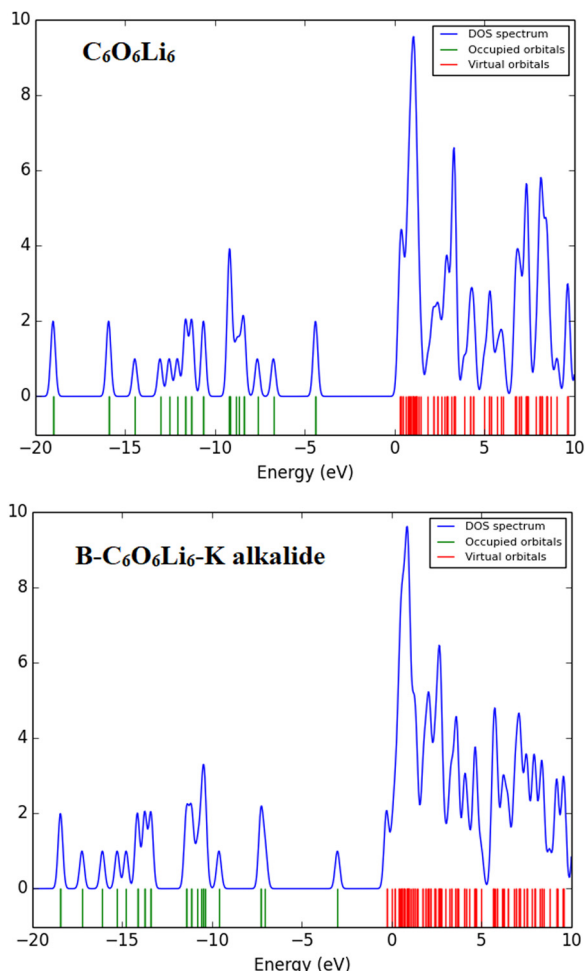 10
C₆O₆Li₆
DOS spectrum
Occupied orbitals
Virtual orbitals
8
6
4
2
0
−20 −15 −10 −5 0 5 10
Energy (eV)
10
B-C₆O₆Li₆-K alkalide
DOS spectrum
Occupied orbitals
Virtual orbitals
8
6
4
2
0
−20 −15 −10 −5 0 5 10
Energy (eV)